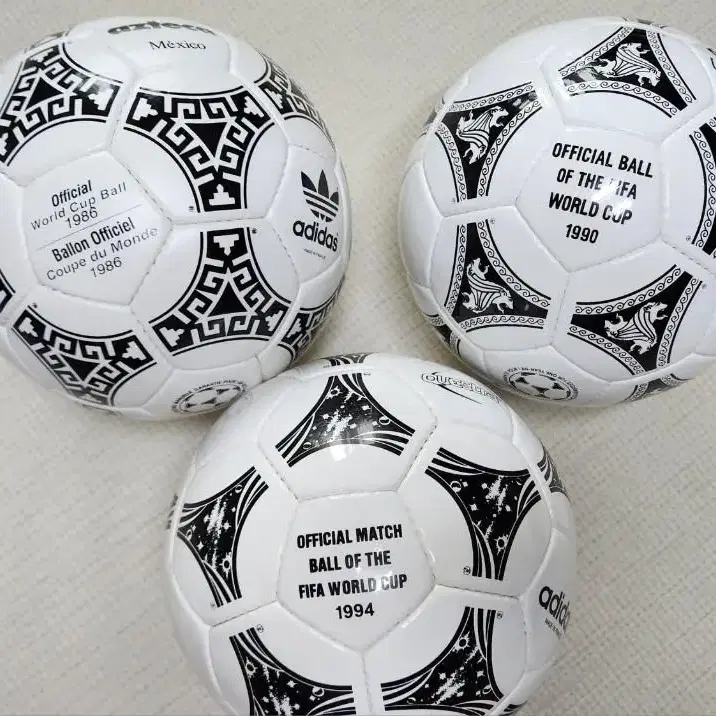 azteca
México
Official
World Cup Ball
1986
Ballon Officiel
Coupe du Monde
1986
adidas
OFFICIAL BALL
OF THE FIFA
WORLD CUP
1990
OFFICIAL MATCH
BALL OF THE
FIFA WORLD CUP
1994
adidas